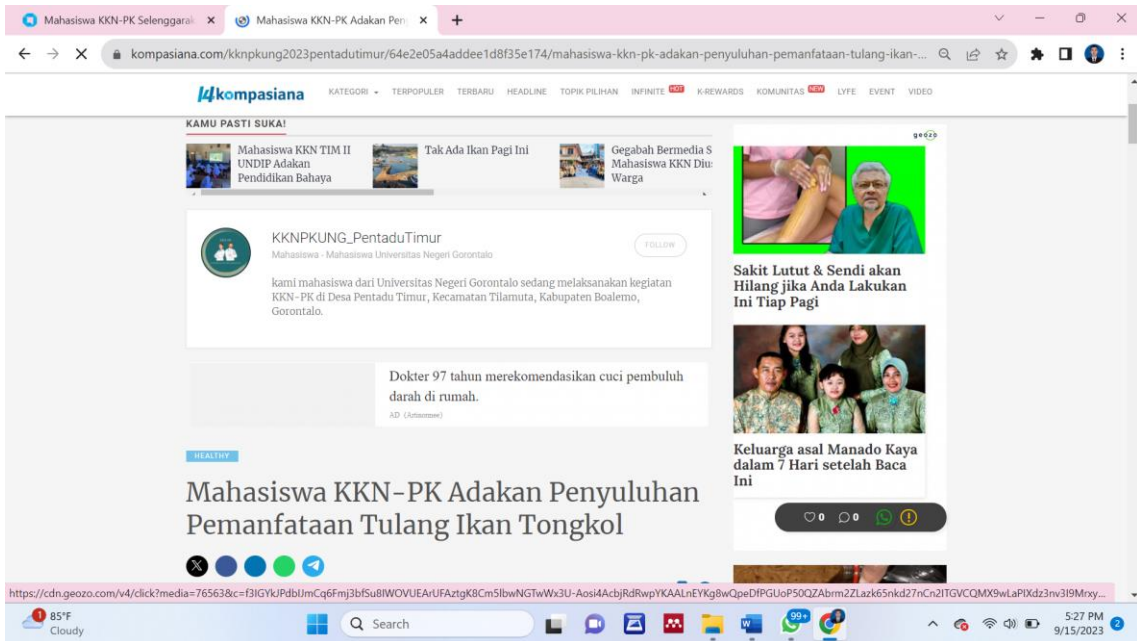 Mahasiswa KKN-PK Selenggarak
Mahasiswa KKN-PK Adakan Pen
kompasiana.com/kknpkung2023pentadutimur/64e2e05a4addee1d8f35e174/mahasiswa-kkn-pk-adakan-penyuluhan-pemanfataan-tulang-ikan-...
kompasiana
KATEGORI TERPOPULER TERBARU HEADLINE TOPIK PILIHAN INFINITE HOT K-REWARDS KOMUNITAS NEW LYFE EVENT VIDEO
KAMU PASTI SUKA!
Mahasiswa KKN TIM II
UNDIP Adakan
Pendidikan Bahaya
Tak Ada Ikan Pagi Ini
Gegabah Bermedia S
Mahasiswa KKN Diu
Warga
KKNPKUNG_PentaduTimur
Mahasiswa - Mahasiswa Universitas Negeri Gorontalo
FOLLOW
kami mahasiswa dari Universitas Negeri Gorontalo sedang melaksanakan kegiatan
KKN-PK di Desa Pentadu Timur, Kecamatan Tilamuta, Kabupaten Boalemo,
Gorontalo.
Dokter 97 tahun merekomendasikan cuci pembuluh
darah di rumah.
HEALTHY
Mahasiswa KKN-PK Adakan Penyuluhan
Pemanfataan Tulang Ikan Tongkol
geozo
Sakit Lutut & Sendi akan
Hilang jika Anda Lakukan
Ini Tiap Pagi
Keluarga asal Manado Kaya
dalam 7 Hari setelah Baca
Ini
0 0
85°F
Cloudy
Search
99+
5:27 PM
9/15/2023
2